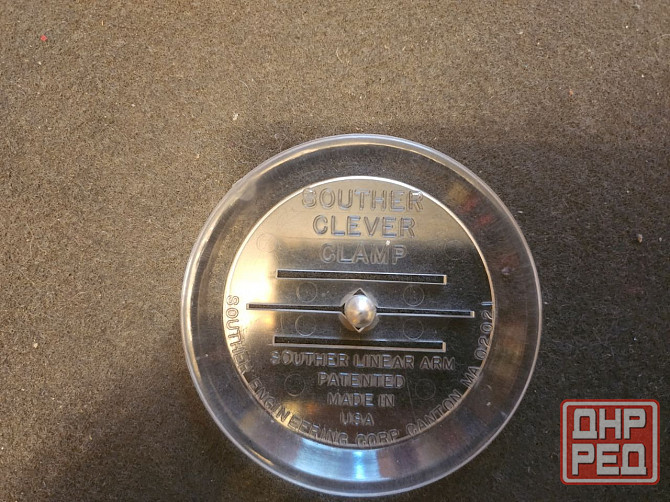 SOUTHER
CLEVER
CLAMP
SOUTHER LINEAR ARM
PATENTED
MADE IN
USA
SOUTHER ENGINEERING CORP. CANTON MA 02021
ДНР
РЕД